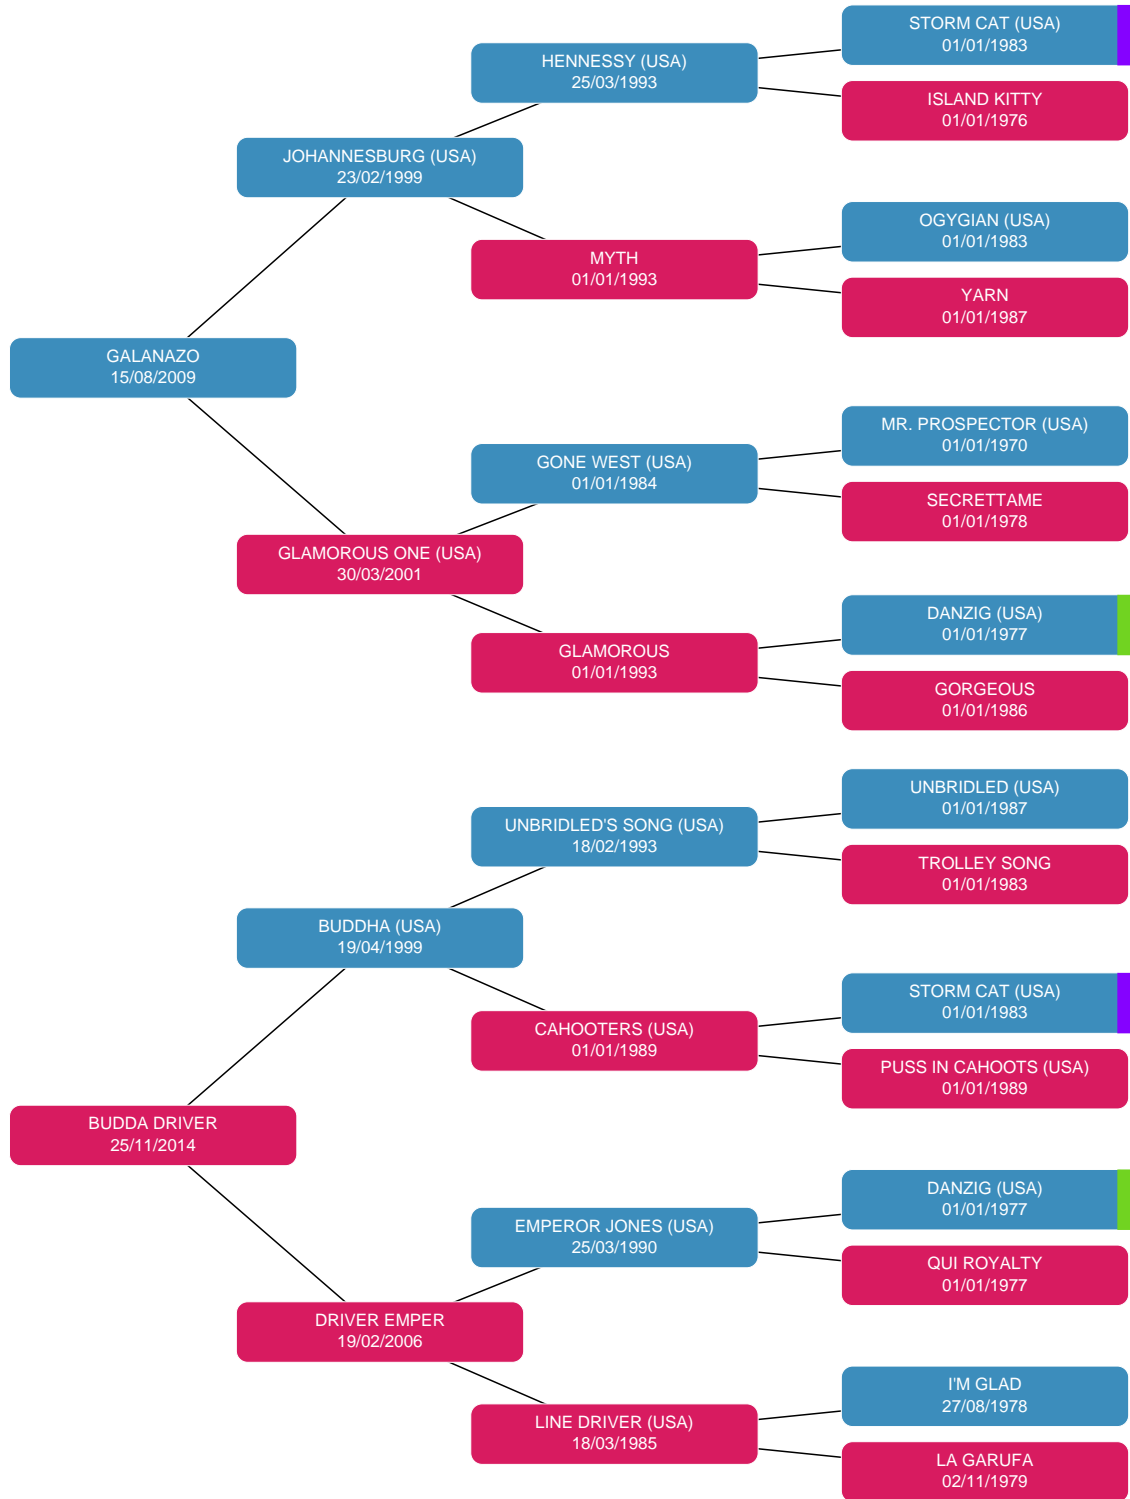 STORM CAT (USA)
01/01/1983
HENNESSY (USA)
25/03/1993
ISLAND KITTY
01/01/1976
JOHANNESBURG (USA)
23/02/1999
OGYGIAN (USA)
01/01/1983
MYTH
01/01/1993
YARN
01/01/1987
GALANAZO
15/08/2009
MR. PROSPECTOR (USA)
01/01/1970
GONE WEST (USA)
01/01/1984
SECRETTAME
01/01/1978
GLAMOROUS ONE (USA)
30/03/2001
DANZIG (USA)
01/01/1977
GLAMOROUS
01/01/1993
GORGEOUS
01/01/1986
UNBRIDLED (USA)
01/01/1987
UNBRIDLED'S SONG (USA)
18/02/1993
TROLLEY SONG
01/01/1983
BUDDHA (USA)
19/04/1999
STORM CAT (USA)
01/01/1983
CAHOOTERS (USA)
01/01/1989
PUSS IN CAHOOTS (USA)
01/01/1989
BUDDA DRIVER
25/11/2014
DANZIG (USA)
01/01/1977
EMPEROR JONES (USA)
25/03/1990
QUI ROYALTY
01/01/1977
DRIVER EMPER
19/02/2006
I'M GLAD
27/08/1978
LINE DRIVER (USA)
18/03/1985
LA GARUFA
02/11/1979